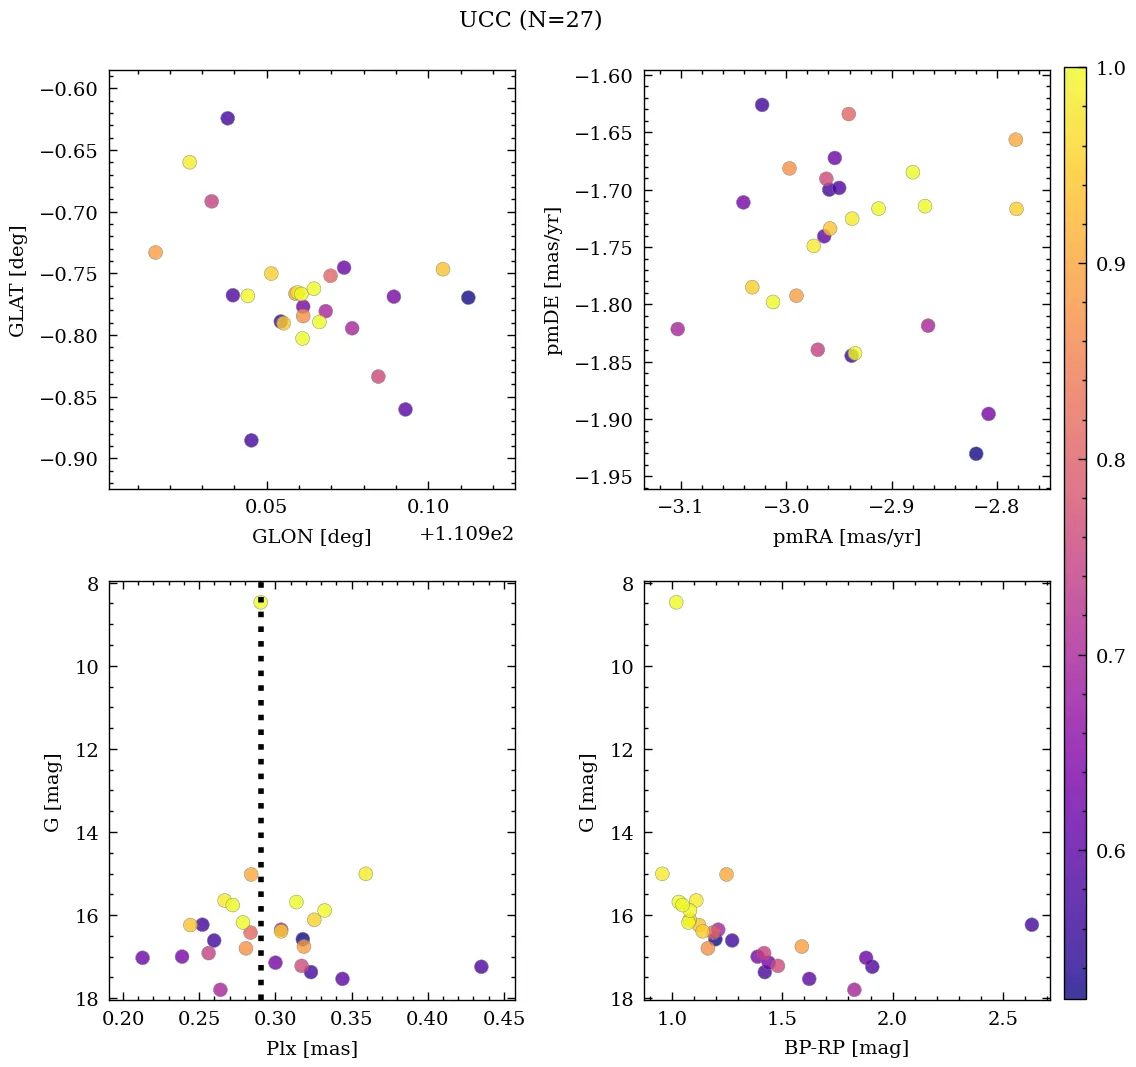 UCC (N=27)
−0.60
−0.65
−0.70
−0.75
−0.80
−0.85
−0.90
GLAT [deg]
0.05 0.10
GLON [deg] +1.109e2
−1.60
−1.65
−1.70
−1.75
−1.80
−1.85
−1.90
−1.95
pmDE [mas/yr]
−3.1 −3.0 −2.9 −2.8
pmRA [mas/yr]
8
10
12
14
16
18
G [mag]
0.20 0.25 0.30 0.35 0.40 0.45
Plx [mas]
8
10
12
14
16
18
G [mag]
1.0 1.5 2.0 2.5
BP-RP [mag]
1.0
0.9
0.8
0.7
0.6